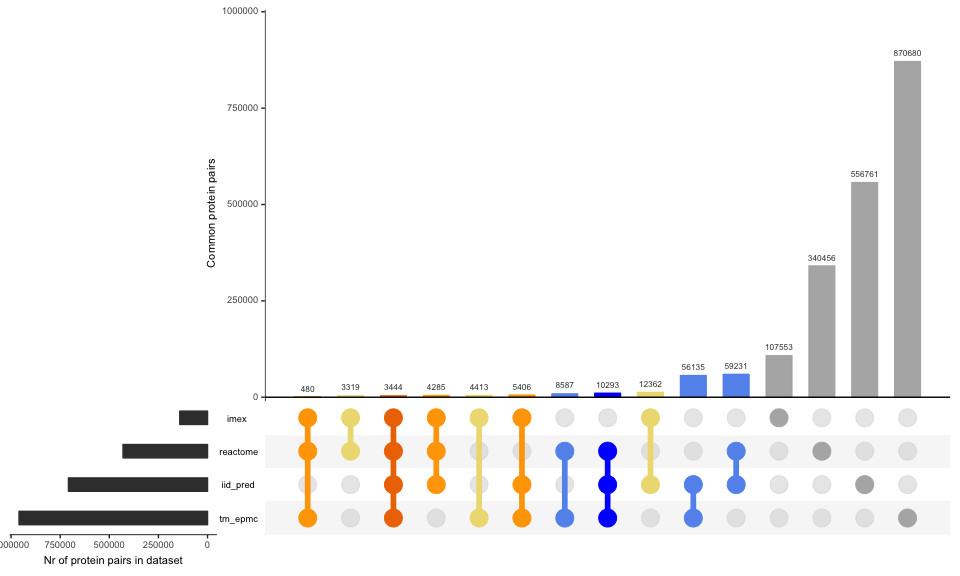 1000000
750000
500000
250000
0
Common protein pairs
480
3319
3444
4285
4413
5406
8587
10293
12362
56135
59231
107553
340456
556761
870680
imex
reactome
iid_pred
tm_epmc
000000 750000 500000 250000 0
Nr of protein pairs in dataset